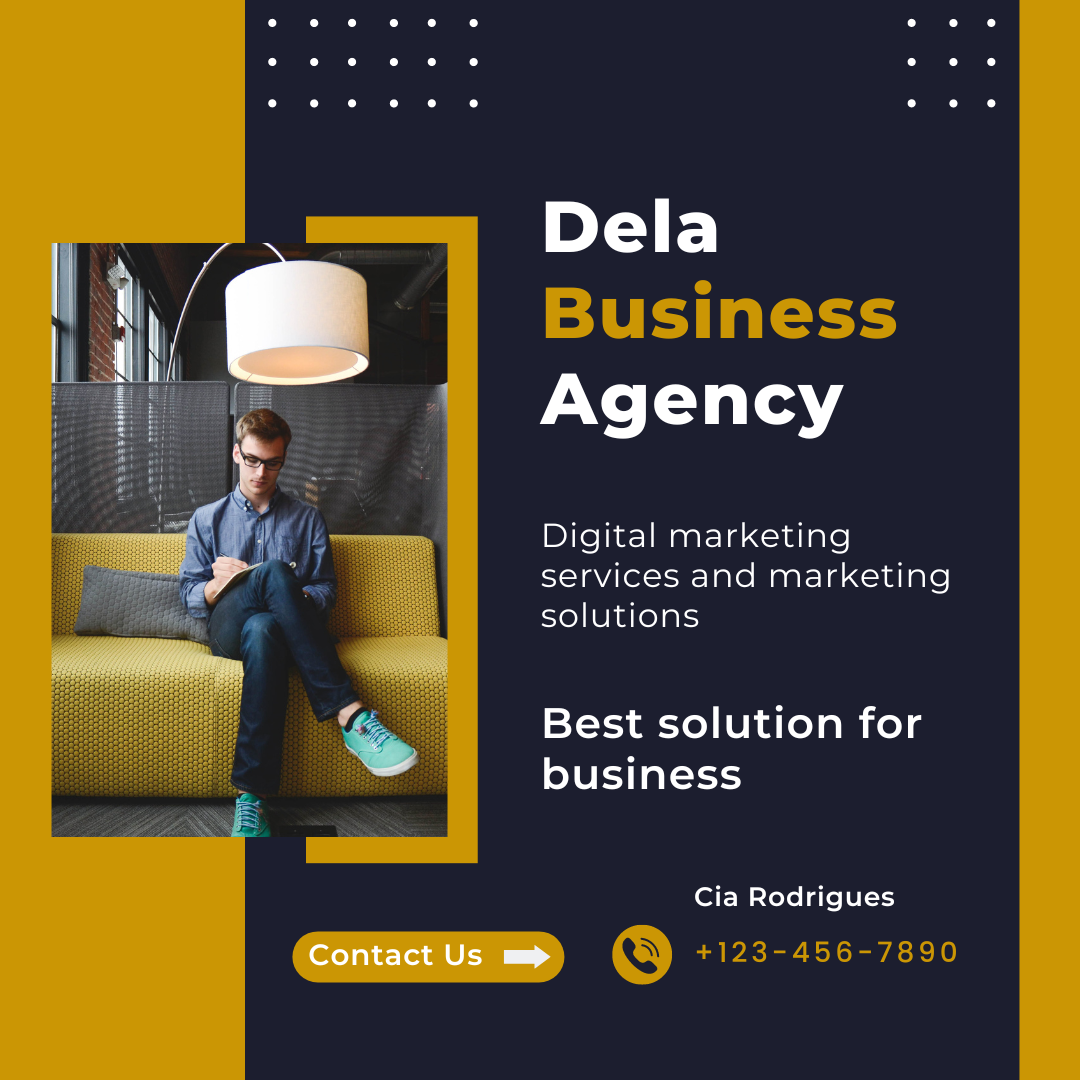 Dela
Business
Agency
Digital marketing
services and marketing
solutions
Best solution for
business
Cia Rodrigues
Contact Us
+123-456-7890